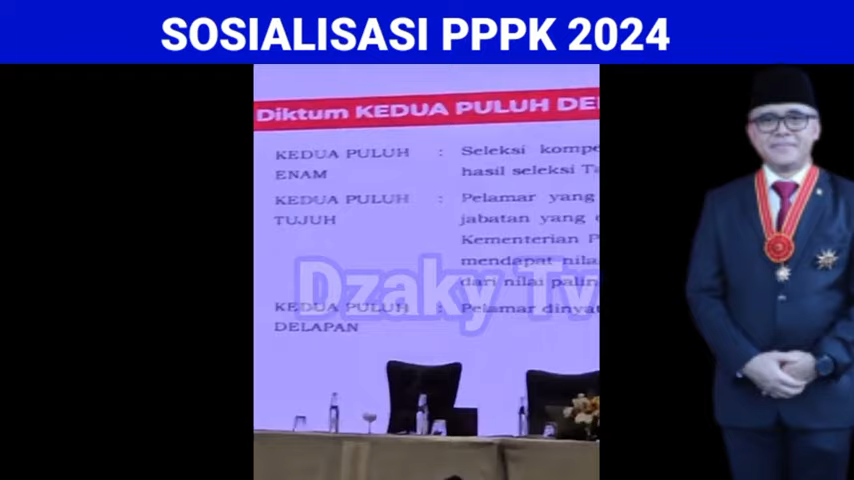 SOSIALISASI PPPK 2024
Diktum KEDUA PULUH DE
KEDUA PULUH : Seleksi kompe
ENAM hasil seleksi Ta
KEDUA PULUH : Pelamar yang
TUJUH jabatan yang
Kementerian P
mendapat nila
dari nilai palin
Dzaky Tv
KEDUA PULUH : Pelamar dinyat
DELAPAN